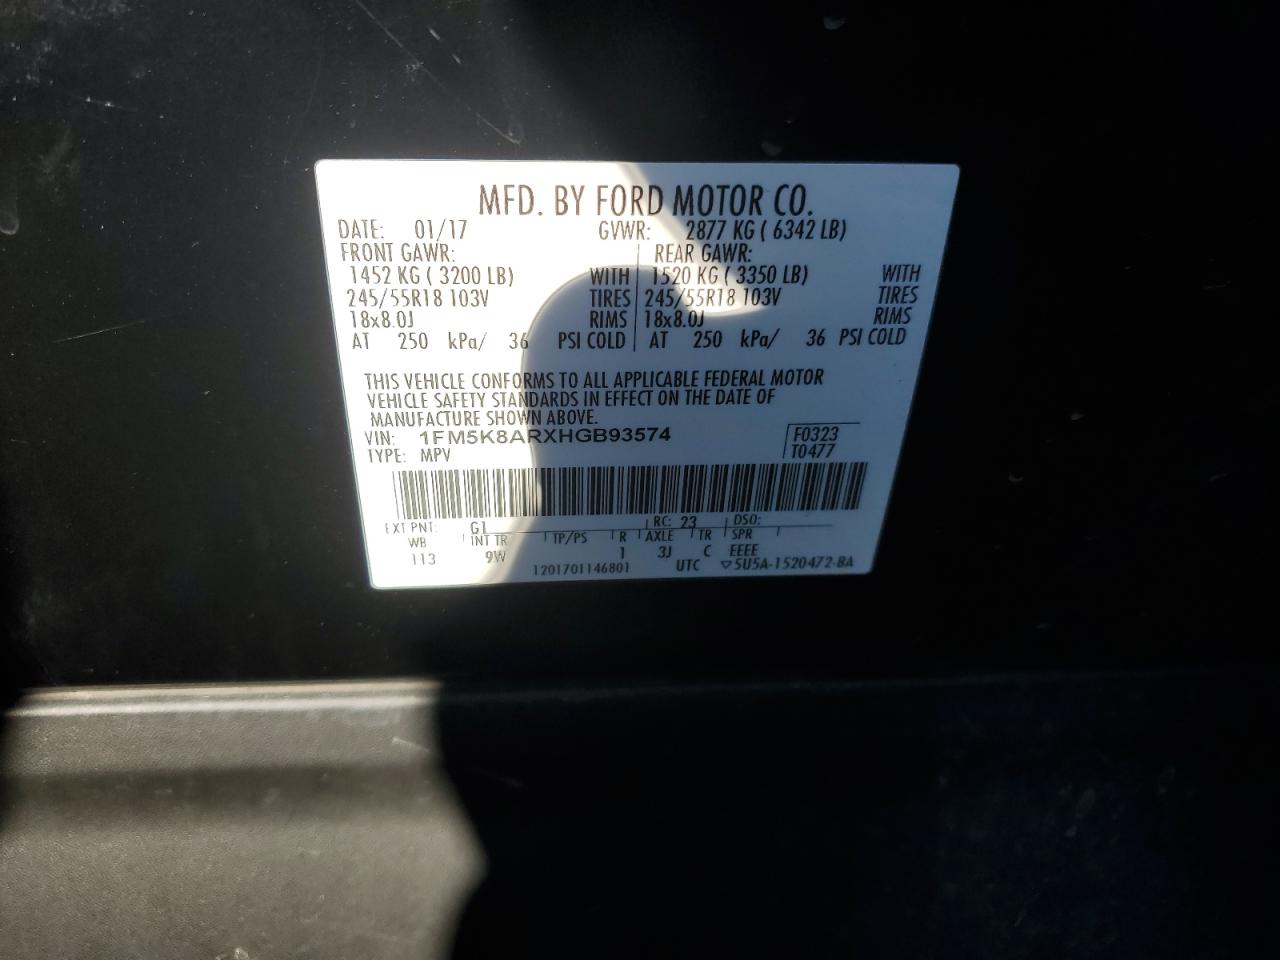 MFD. BY FORD MOTOR CO.
DATE: 01/17 GVWR: 2877 KG ( 6342 LB)
FRONT GAWR: REAR GAWR:
1452 KG ( 3200 LB) WITH 1520 KG ( 3350 LB) WITH
245/55R18 103V TIRES 245/55R18 103V TIRES
18x8.0J RIMS 18x8.0J RIMS
AT 250 kPa/ 36 PSI COLD AT 250 kPa/ 36 PSI COLD
THIS VEHICLE CONFORMS TO ALL APPLICABLE FEDERAL MOTOR
VEHICLE SAFETY STANDARDS IN EFFECT ON THE DATE OF
MANUFACTURE SHOWN ABOVE.
VIN: 1FM5K8ARXHGB93574 F0323
TYPE: MPV T0477
EXT PNT: G1 RC: 23 DSO:
WB INT TR TP/PS R AXLE TR SPR
113 9W 1 3J C EEEE
1201701146801 UTC ▽5U5A-1520472-BA